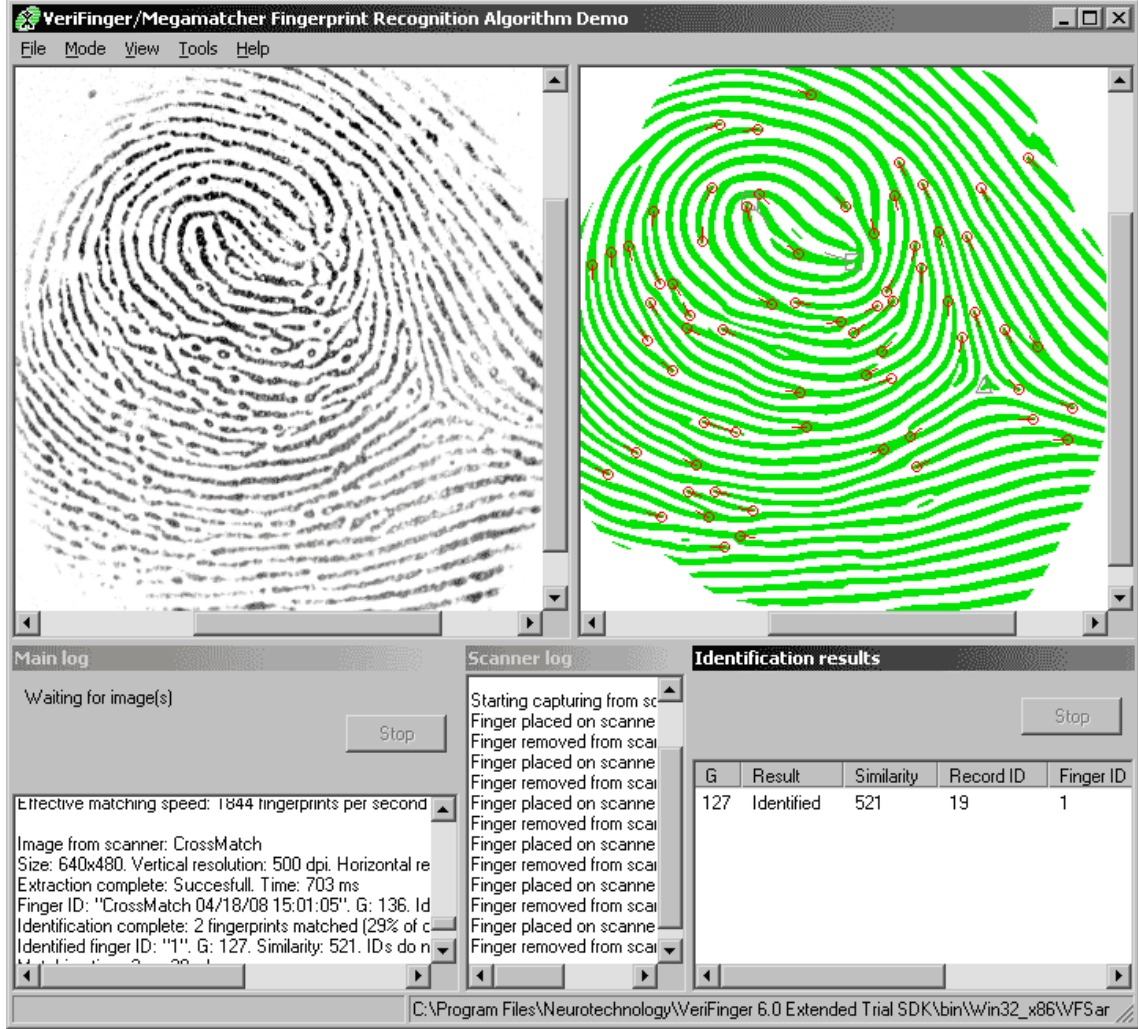 VeriFinger/Megamatcher Fingerprint Recognition Algorithm Demo
File Mode View Tools Help
Main log
Waiting for image(s)
Stop
Effective matching speed: 1844 fingerprints per second
Image from scanner: CrossMatch
Size: 640x480. Vertical resolution: 500 dpi. Horizontal re
Extraction complete: Succesfull. Time: 703 ms
Finger ID: "CrossMatch 04/18/08 15:01:05". G: 136. Id
Identification complete: 2 fingerprints matched (29% of d
Identified finger ID: "1". G: 127. Similarity: 521. IDs do n
Scanner log
Starting capturing from sc
Finger placed on scanne
Finger removed from scar
Finger placed on scanne
Finger removed from scar
Finger placed on scanne
Finger removed from scar
Finger placed on scanne
Finger removed from scar
Finger placed on scanne
Finger removed from scar
Finger placed on scanne
Finger removed from scar
Identification results
Stop
G Result Similarity Record ID Finger ID
127 Identified 521 19 1
C:\Program Files\Neurotechnology\VeriFinger 6.0 Extended Trial SDK\bin\Win32_x86\VFSar